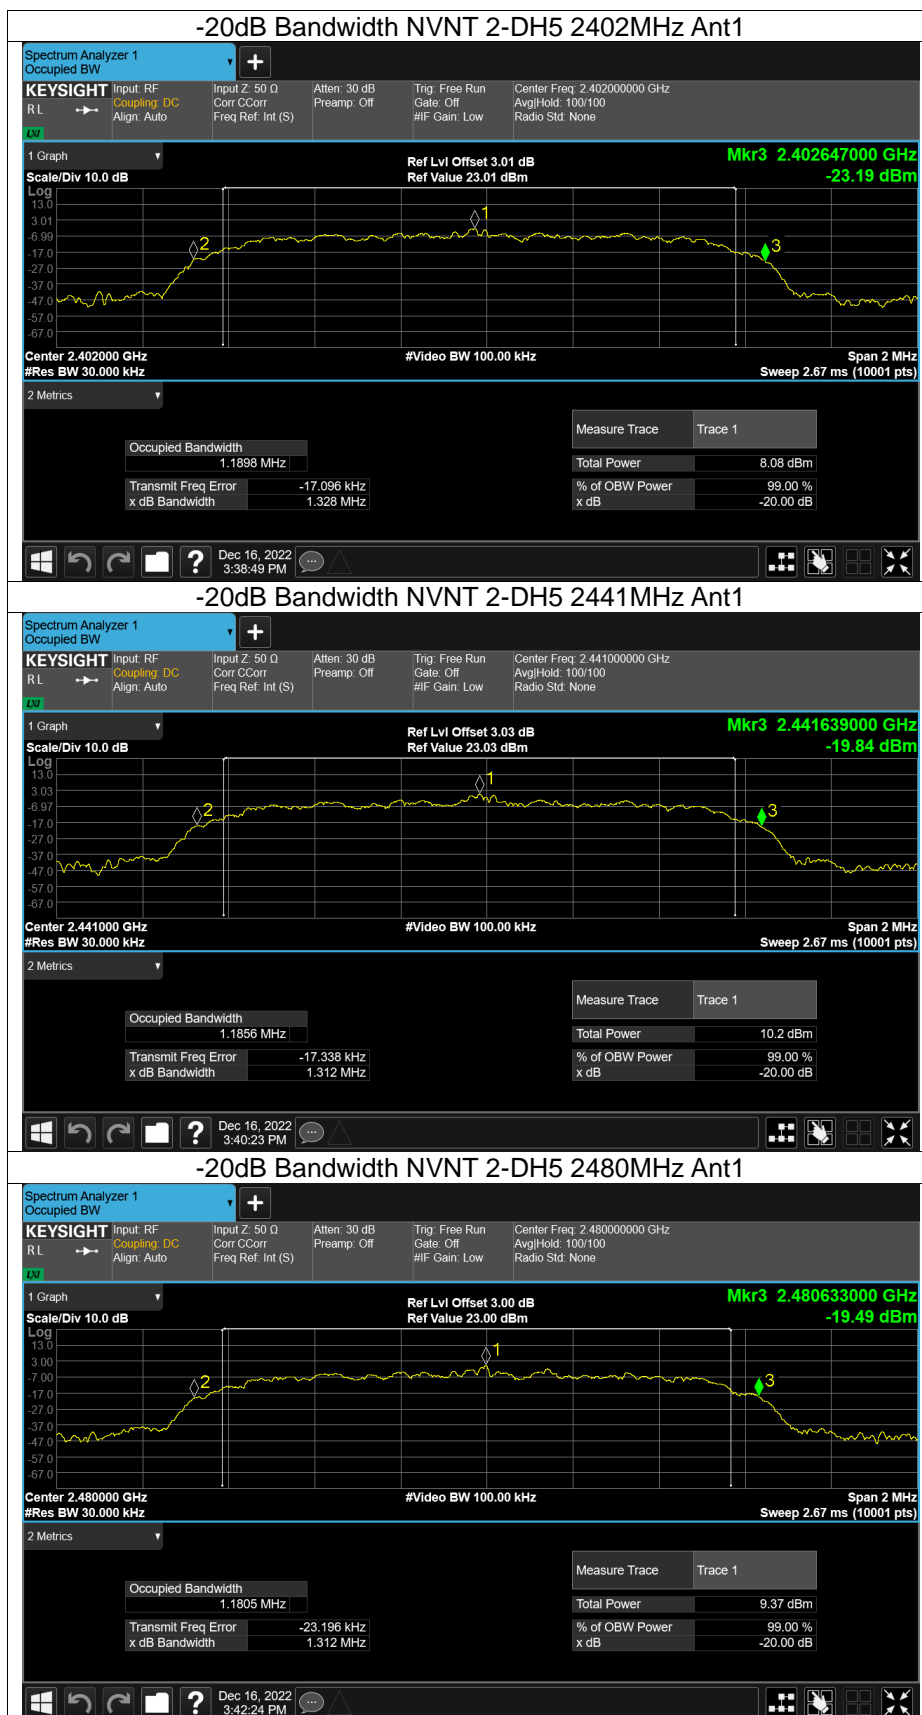 -20dB Bandwidth NVNT 2-DH5 2402MHz Ant1
Spectrum Analyzer 1
Occupied BW
KEYSIGHT Input: RF Input Z: 50 Ω Atten: 30 dB Trig: Free Run Center Freq: 2.402000000 GHz
R L Coupling: DC Corr CCorr Preamp: Off Gate: Off Avg|Hold: 100/100
Align: Auto Freq Ref: Int (S) #IF Gain: Low Radio Std: None
LXI
1 Graph Ref Lvl Offset 3.01 dB Mkr3 2.402647000 GHz
Scale/Div 10.0 dB Ref Value 23.01 dBm -23.19 dBm
Log
13.0
3.01
-6.99
-17.0
-27.0
-37.0
-47.0
-57.0
-67.0
1
2
3
Center 2.402000 GHz #Video BW 100.00 kHz Span 2 MHz
#Res BW 30.000 kHz Sweep 2.67 ms (10001 pts)
2 Metrics
Measure Trace Trace 1
Occupied Bandwidth
1.1898 MHz Total Power 8.08 dBm
Transmit Freq Error -17.096 kHz % of OBW Power 99.00 %
x dB Bandwidth 1.328 MHz x dB -20.00 dB
? Dec 16, 2022
3:38:49 PM
-20dB Bandwidth NVNT 2-DH5 2441MHz Ant1
Spectrum Analyzer 1
Occupied BW
KEYSIGHT Input: RF Input Z: 50 Ω Atten: 30 dB Trig: Free Run Center Freq: 2.441000000 GHz
R L Coupling: DC Corr CCorr Preamp: Off Gate: Off Avg|Hold: 100/100
Align: Auto Freq Ref: Int (S) #IF Gain: Low Radio Std: None
LXI
1 Graph Ref Lvl Offset 3.03 dB Mkr3 2.441639000 GHz
Scale/Div 10.0 dB Ref Value 23.03 dBm -19.84 dBm
Log
13.0
3.03
-6.97
-17.0
-27.0
-37.0
-47.0
-57.0
-67.0
1
2
3
Center 2.441000 GHz #Video BW 100.00 kHz Span 2 MHz
#Res BW 30.000 kHz Sweep 2.67 ms (10001 pts)
2 Metrics
Measure Trace Trace 1
Occupied Bandwidth
1.1856 MHz Total Power 10.2 dBm
Transmit Freq Error -17.338 kHz % of OBW Power 99.00 %
x dB Bandwidth 1.312 MHz x dB -20.00 dB
? Dec 16, 2022
3:40:23 PM
-20dB Bandwidth NVNT 2-DH5 2480MHz Ant1
Spectrum Analyzer 1
Occupied BW
KEYSIGHT Input: RF Input Z: 50 Ω Atten: 30 dB Trig: Free Run Center Freq: 2.480000000 GHz
R L Coupling: DC Corr CCorr Preamp: Off Gate: Off Avg|Hold: 100/100
Align: Auto Freq Ref: Int (S) #IF Gain: Low Radio Std: None
LXI
1 Graph Ref Lvl Offset 3.00 dB Mkr3 2.480633000 GHz
Scale/Div 10.0 dB Ref Value 23.00 dBm -19.49 dBm
Log
13.0
3.00
-7.00
-17.0
-27.0
-37.0
-47.0
-57.0
-67.0
1
2
3
Center 2.480000 GHz #Video BW 100.00 kHz Span 2 MHz
#Res BW 30.000 kHz Sweep 2.67 ms (10001 pts)
2 Metrics
Measure Trace Trace 1
Occupied Bandwidth
1.1805 MHz Total Power 9.37 dBm
Transmit Freq Error -23.196 kHz % of OBW Power 99.00 %
x dB Bandwidth 1.312 MHz x dB -20.00 dB
? Dec 16, 2022
3:42:24 PM